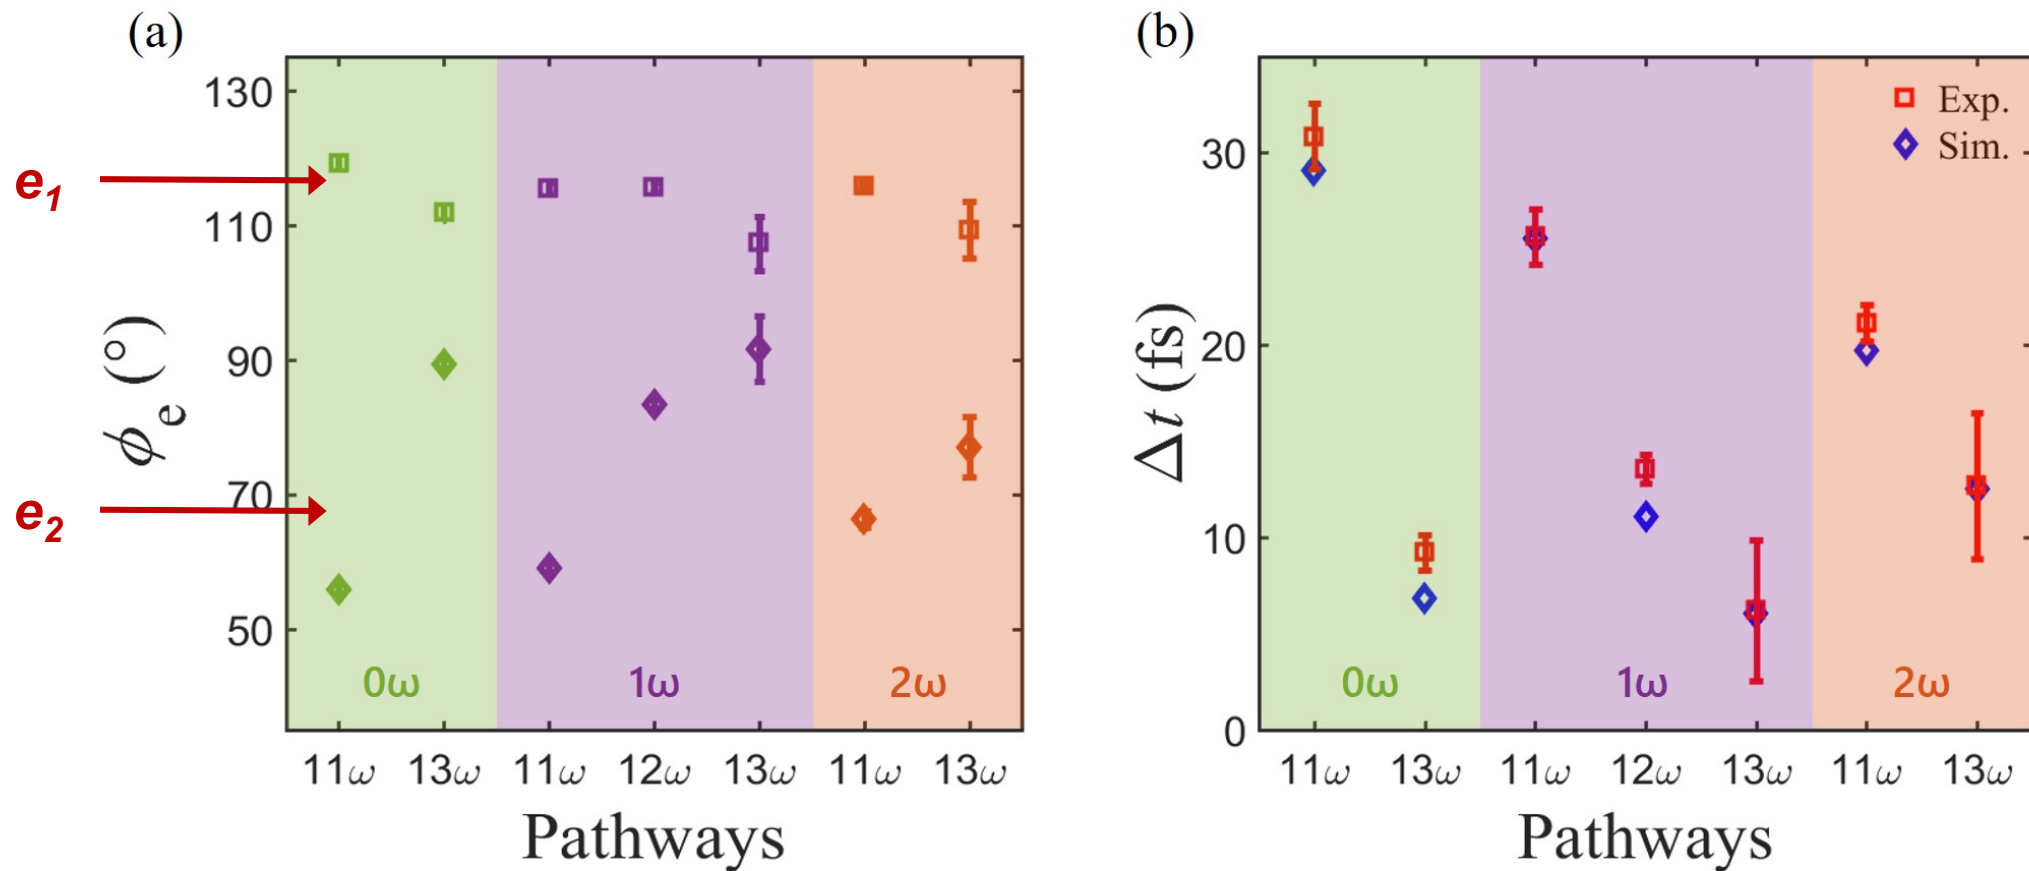 (a)
130
110
90
70
50
ϕe (°)
e1
e2
0ω
1ω
2ω
11ω 13ω 11ω 12ω 13ω 11ω 13ω
Pathways
(b)
30
20
10
0
Δt (fs)
Exp.
Sim.
0ω
1ω
2ω
11ω 13ω 11ω 12ω 13ω 11ω 13ω
Pathways